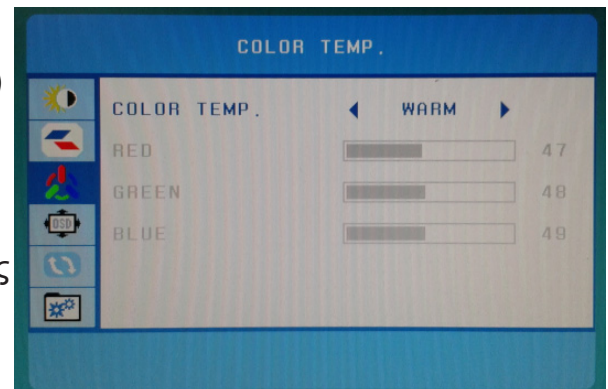 COLOR TEMP.
COLOR TEMP. WARM
RED 47
GREEN 48
OSD
BLUE 49